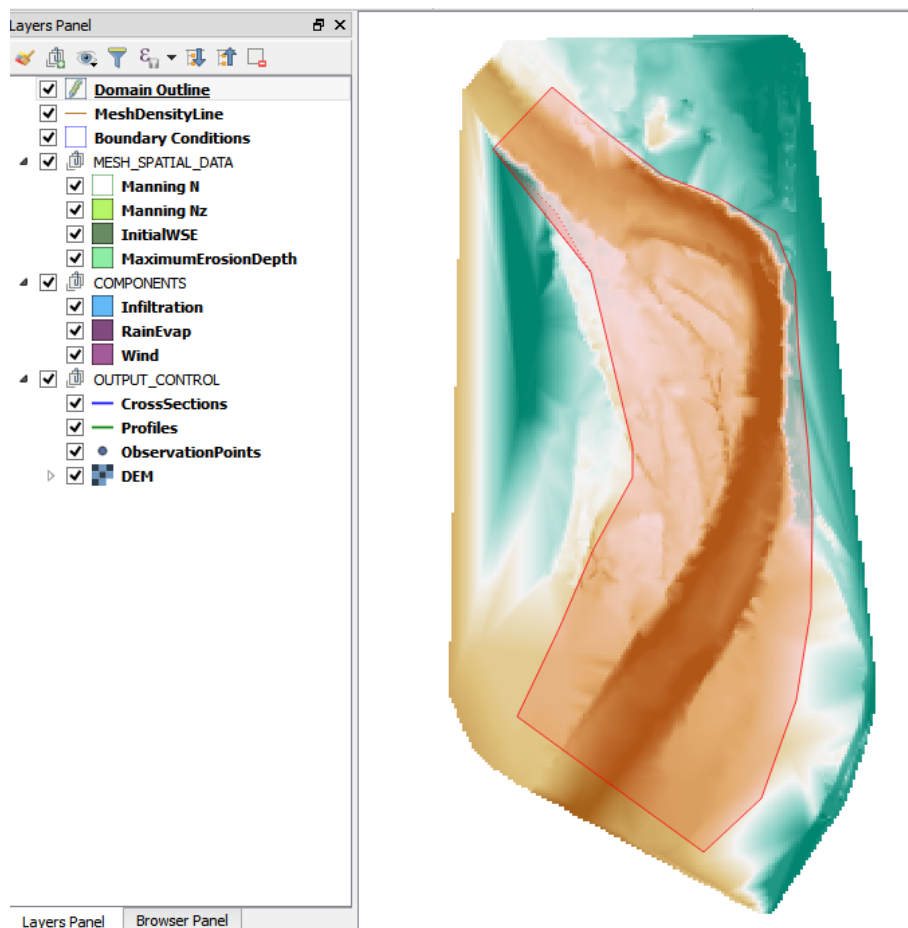 Layers Panel
Domain Outline
MeshDensityLine
Boundary Conditions
MESH_SPATIAL_DATA
Manning N
Manning Nz
InitialWSE
MaximumErosionDepth
COMPONENTS
Infiltration
RainEvap
Wind
OUTPUT_CONTROL
CrossSections
Profiles
ObservationPoints
DEM
Layers Panel Browser Panel